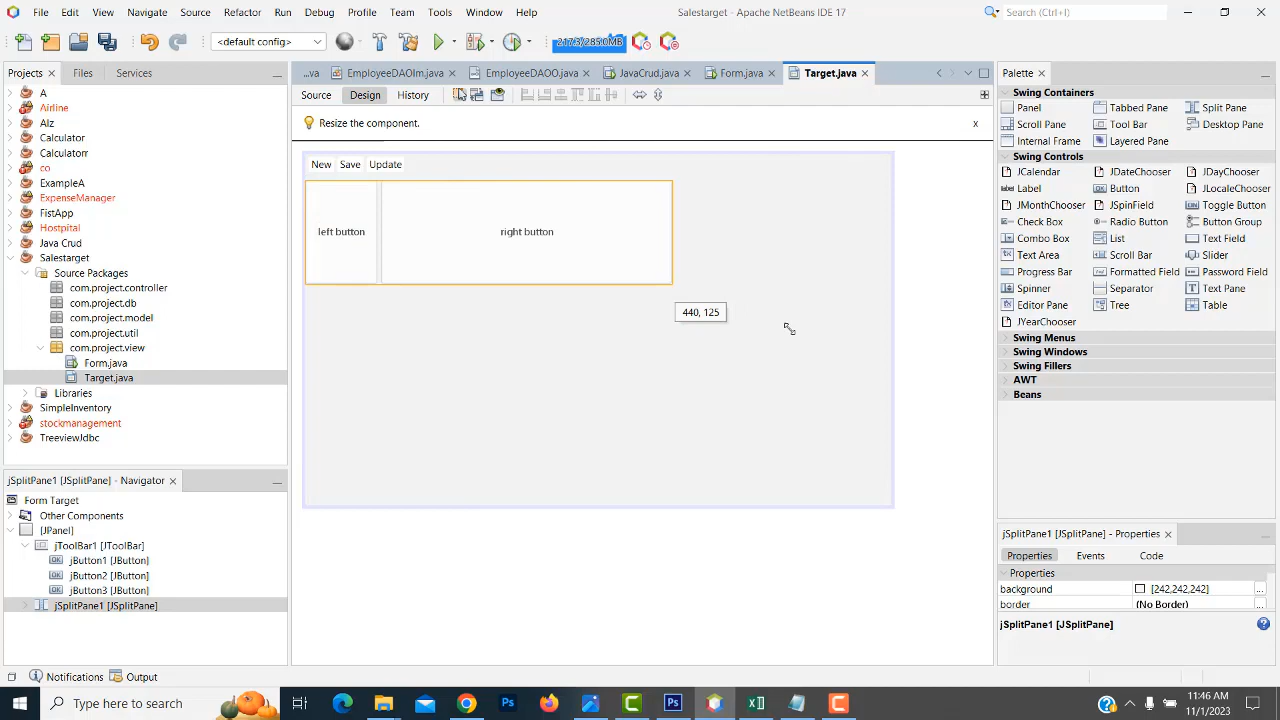 File Edit View Navigate Source Refactor Run Debug Profile Team Tools Window Help Salestarget - Apache NetBeans IDE 17 Search (Ctrl+I)
<default config> 217.3/285.0MB
Projects Files Services ...va EmployeeDAOIm.java EmployeeDAOO.java JavaCrud.java Form.java Target.java Palette
Source Design History
Resize the component. x
New Save Update
left button right button
440, 125
A
Airline
Alz
Calculator
Calculatorr
co
ExampleA
ExpenseManager
FistApp
Hostpital
Java Crud
Salestarget
Source Packages
com.project.controller
com.project.db
com.project.model
com.project.util
com.project.view
Form.java
Target.java
Libraries
SimpleInventory
stockmanagement
TreeviewJdbc
jSplitPane1 [JSplitPane] - Navigator
Form Target
Other Components
[JPanel]
jToolBar1 [JToolBar]
jButton1 [JButton]
jButton2 [JButton]
jButton3 [JButton]
jSplitPane1 [JSplitPane]
Swing Containers
Panel Tabbed Pane Split Pane
Scroll Pane Tool Bar Desktop Pane
Internal Frame Layered Pane
Swing Controls
JCalendar JDateChooser JDayChooser
Label Button JLocaleChooser
JMonthChooser JSpinField Toggle Button
Check Box Radio Button Button Group
Combo Box List Text Field
Text Area Scroll Bar Slider
Progress Bar Formatted Field Password Field
Spinner Separator Text Pane
Editor Pane Tree Table
JYearChooser
Swing Menus
Swing Windows
Swing Fillers
AWT
Beans
jSplitPane1 [JSplitPane] - Properties
Properties Events Code
Properties
background [242,242,242] ...
border (No Border) ...
jSplitPane1 [JSplitPane]
Notifications Output
Type here to search
11:46 AM
11/1/2023